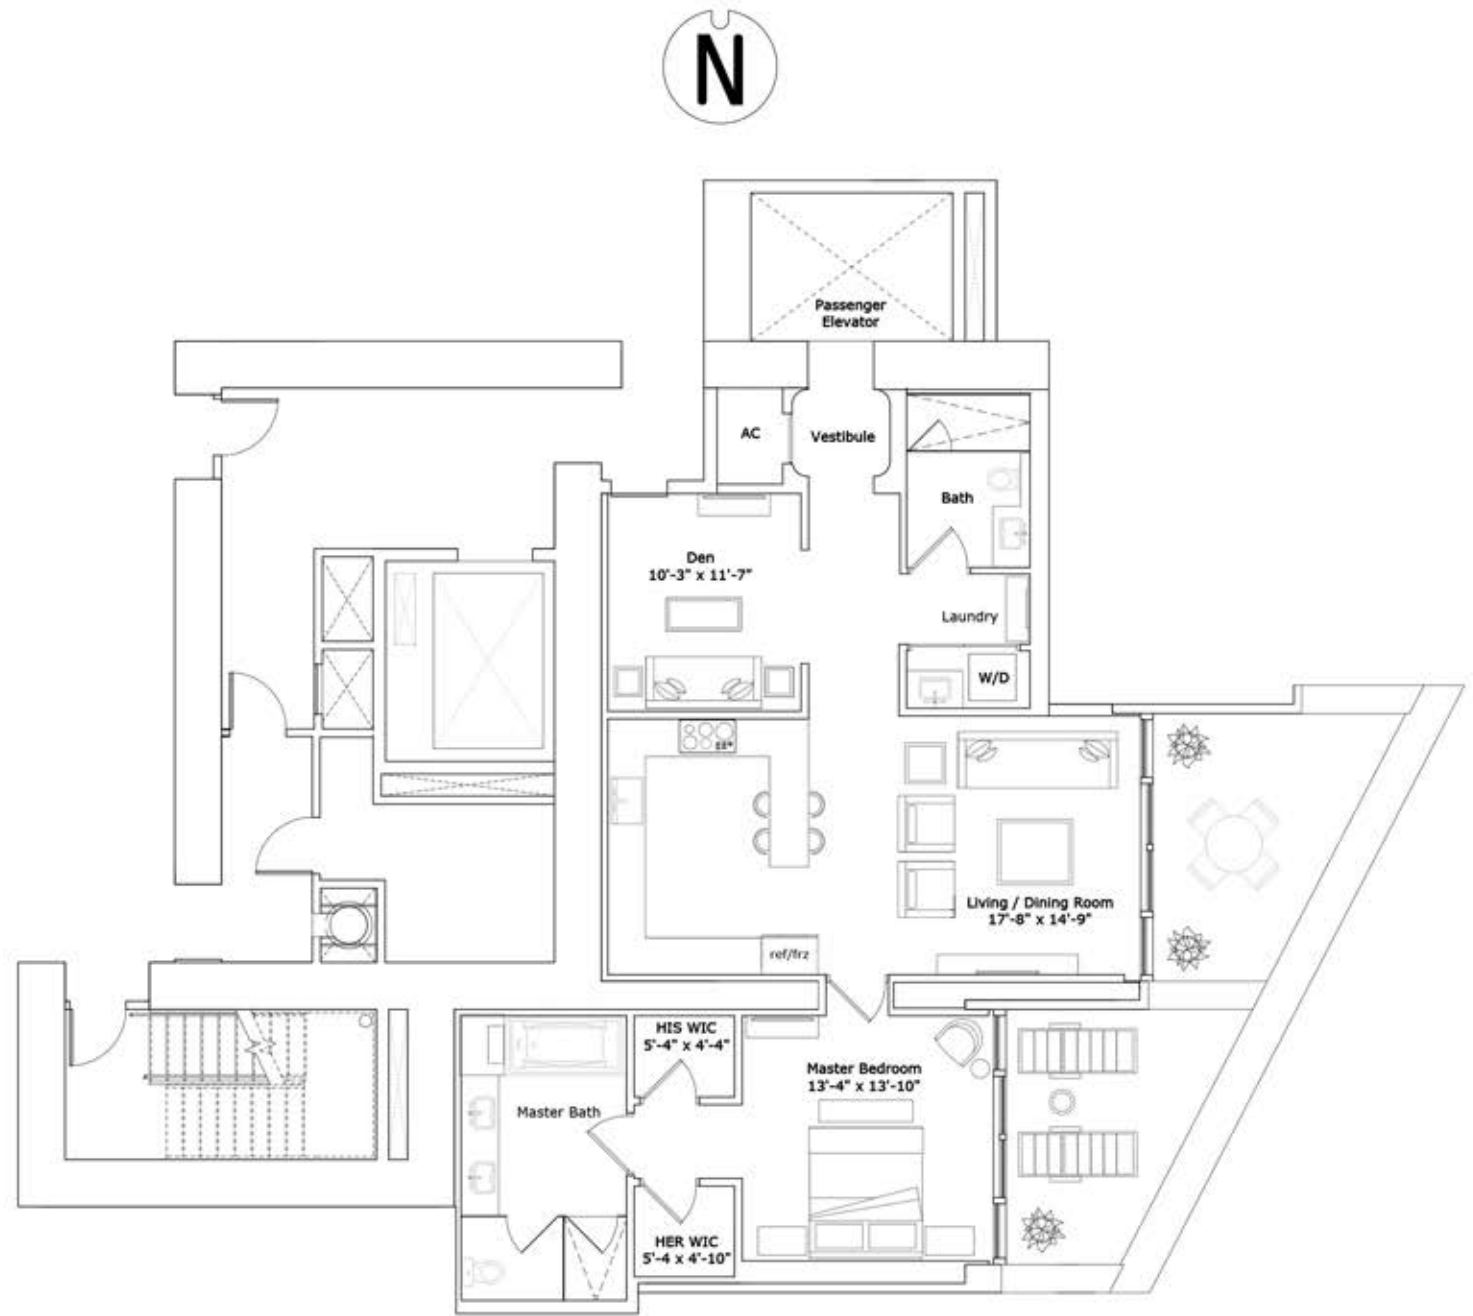 N
Passenger
Elevator
AC
Vestibule
Bath
Den
10'-3" x 11'-7"
Laundry
W/D
Living / Dining Room
17'-8" x 14'-9"
ref/frz
HIS WIC
5'-4" x 4'-4"
Master Bedroom
13'-4" x 13'-10"
Master Bath
HER WIC
5'-4 x 4'-10"